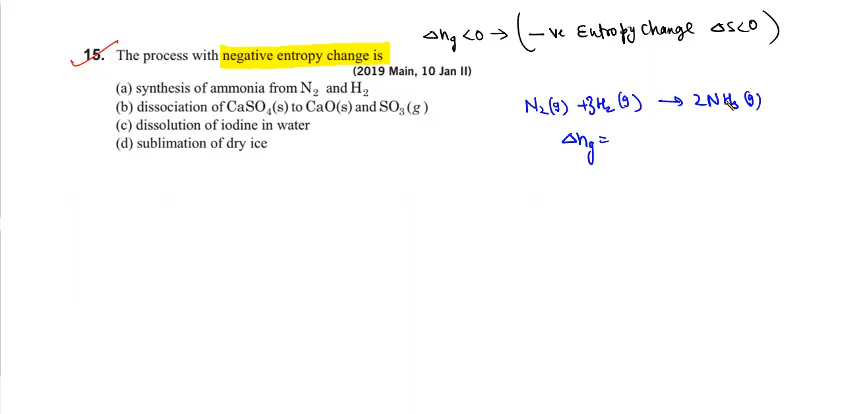 Δng<0 → (-ve Entropy Change ΔS<0)
15. The process with negative entropy change is
(2019 Main, 10 Jan II)
(a) synthesis of ammonia from N₂ and H₂
(b) dissociation of CaSO₄(s) to CaO(s) and SO₃(g)
(c) dissolution of iodine in water
(d) sublimation of dry ice
N₂(g) + 3H₂(g) → 2NH₃(g)
Δng =